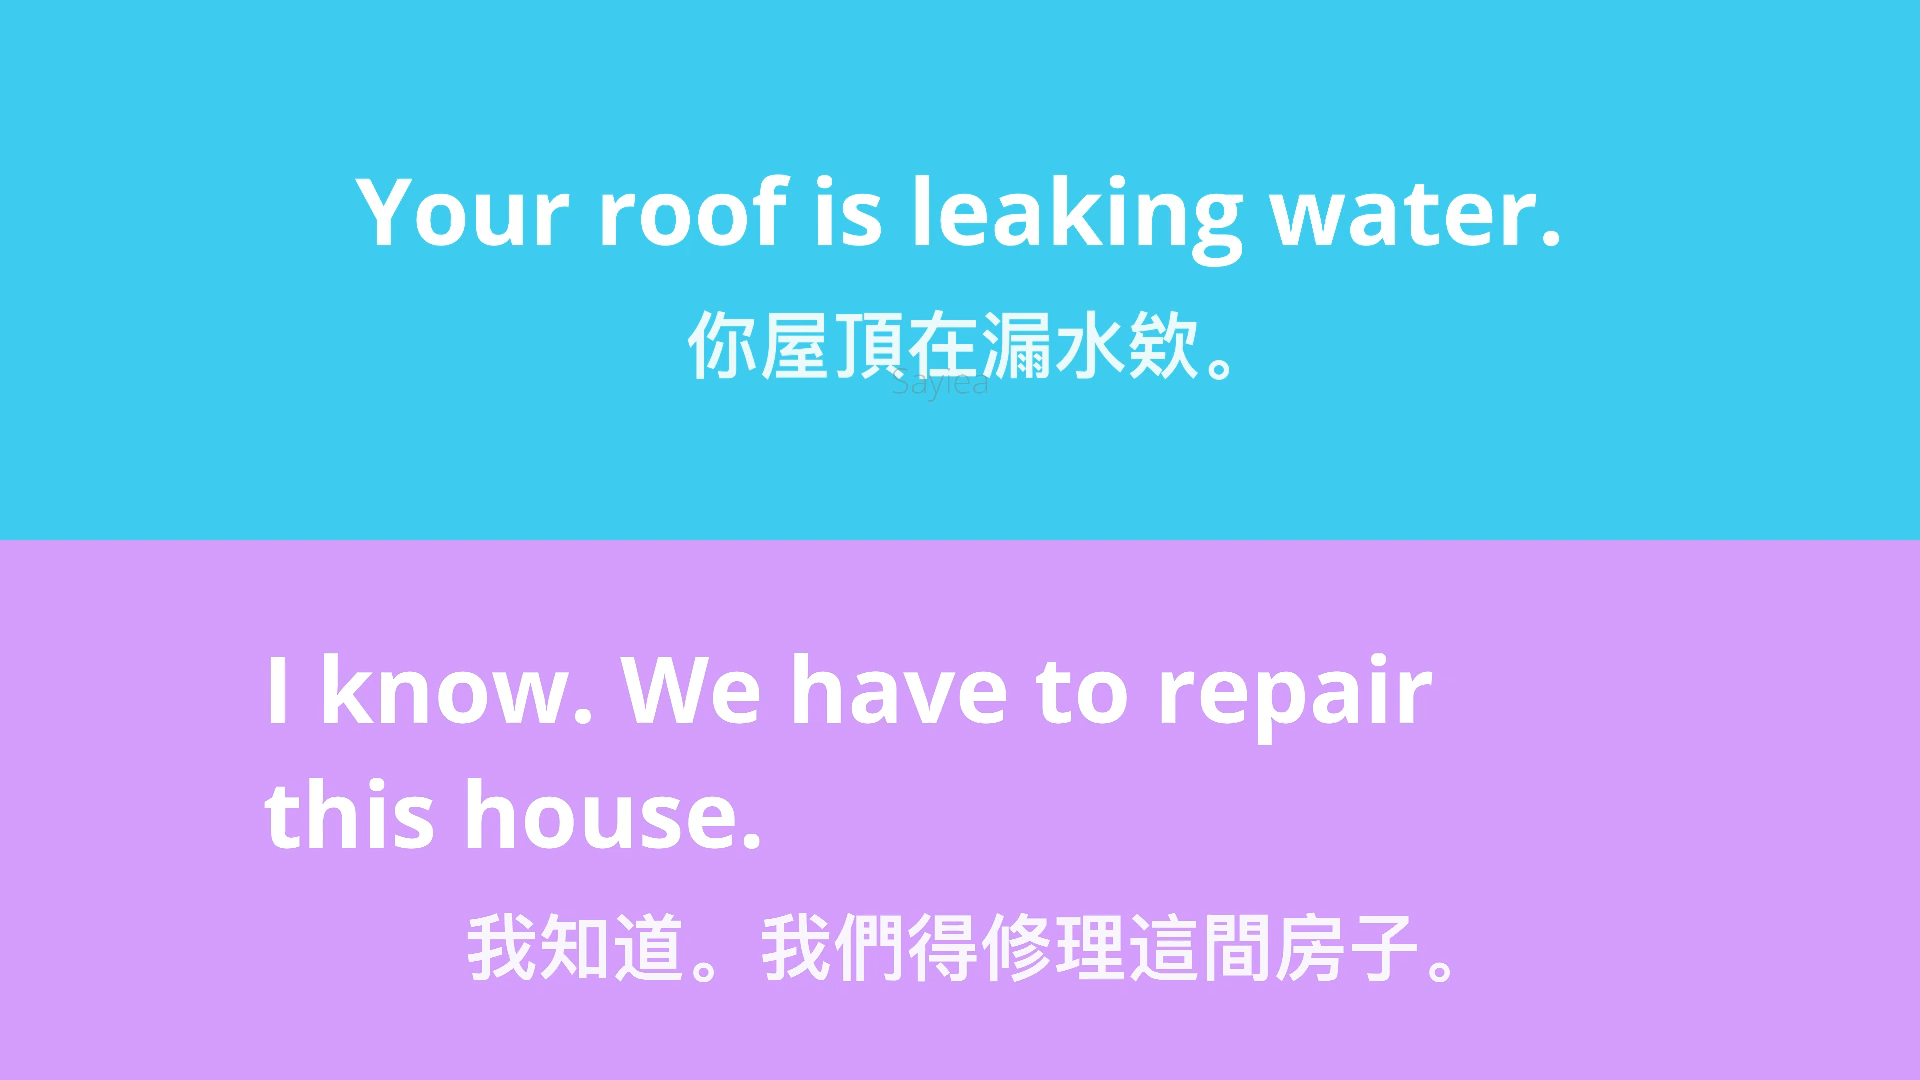 Your roof is leaking water.
你屋頂在漏水欸。
Saylea
I know. We have to repair
this house.
我知道。我們得修理這間房子。